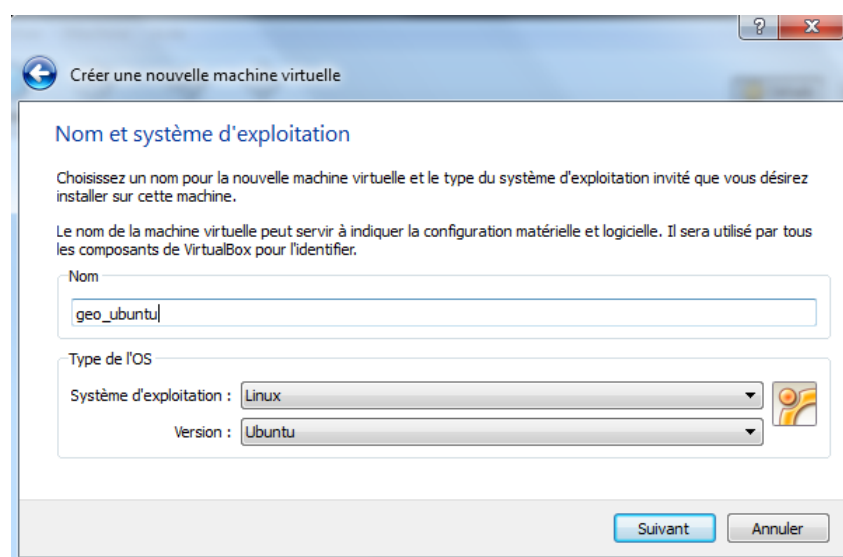 Créer une nouvelle machine virtuelle
Nom et système d'exploitation
Choisissez un nom pour la nouvelle machine virtuelle et le type du système d'exploitation invité que vous désirez
installer sur cette machine.
Le nom de la machine virtuelle peut servir à indiquer la configuration matérielle et logicielle. Il sera utilisé par tous
les composants de VirtualBox pour l'identifier.
Nom
geo_ubuntu
Type de l'OS
Système d'exploitation : Linux
Version : Ubuntu
Suivant Annuler